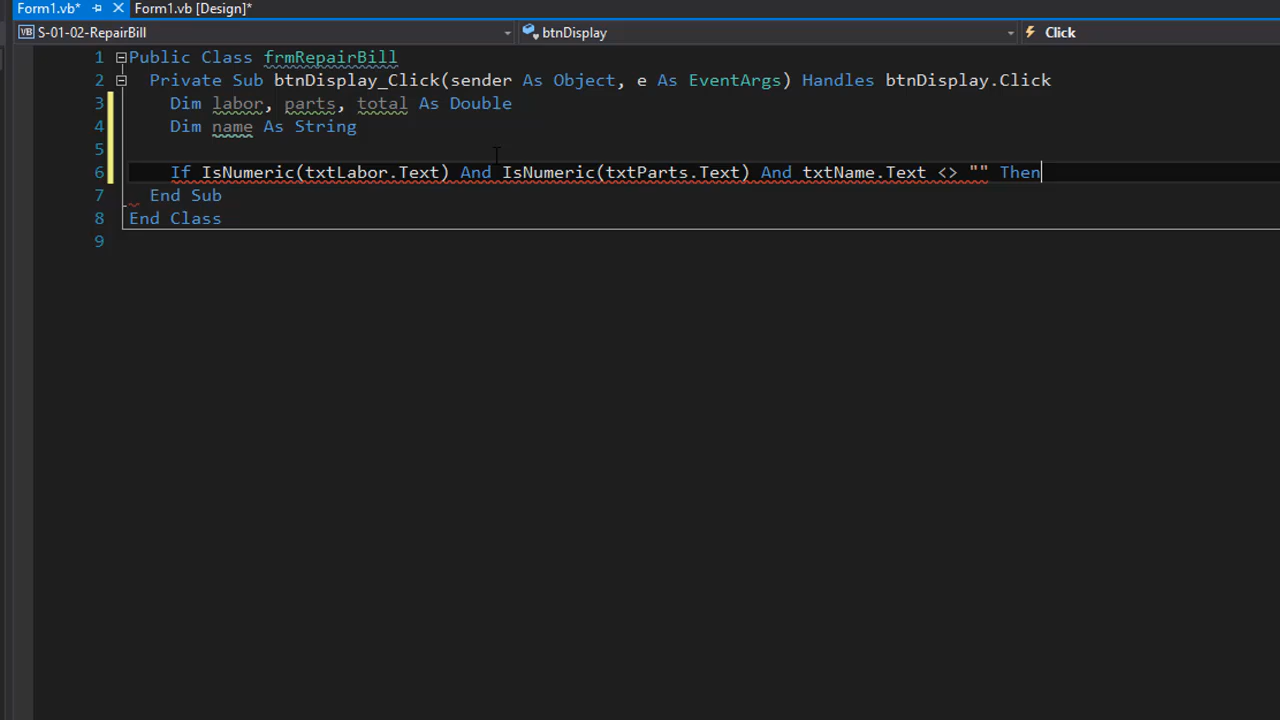 Form1.vb* Form1.vb [Design]*
VB S-01-02-RepairBill btnDisplay Click
1 Public Class frmRepairBill
2 Private Sub btnDisplay_Click(sender As Object, e As EventArgs) Handles btnDisplay.Click
3 Dim labor, parts, total As Double
4 Dim name As String
5
6 If IsNumeric(txtLabor.Text) And IsNumeric(txtParts.Text) And txtName.Text <> "" Then
7 End Sub
8 End Class
9